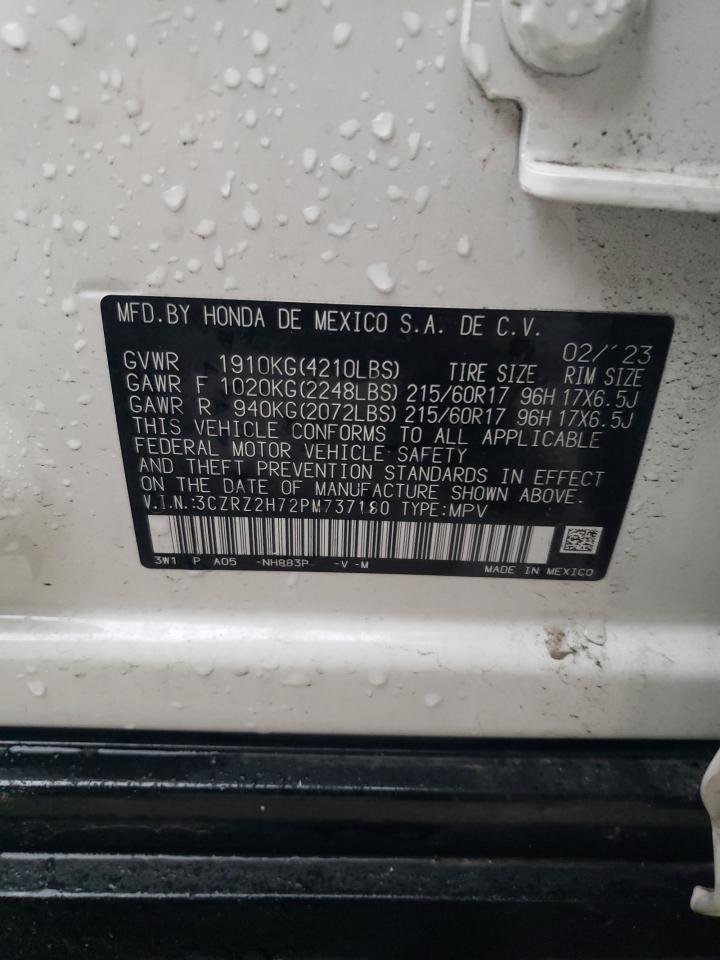 MFD.BY HONDA DE MEXICO S.A. DE C.V.
02/'23
GVWR 1910KG(4210LBS) TIRE SIZE RIM SIZE
GAWR F 1020KG(2248LBS) 215/60R17 96H 17X6.5J
GAWR R 940KG(2072LBS) 215/60R17 96H 17X6.5J
THIS VEHICLE CONFORMS TO ALL APPLICABLE
FEDERAL MOTOR VEHICLE SAFETY
AND THEFT PREVENTION STANDARDS IN EFFECT
ON THE DATE OF MANUFACTURE SHOWN ABOVE.
V.I.N.:3CZRZ2H72PM737180 TYPE:MPV
3W1 P A05 -NH883P- -V -M MADE IN MEXICO